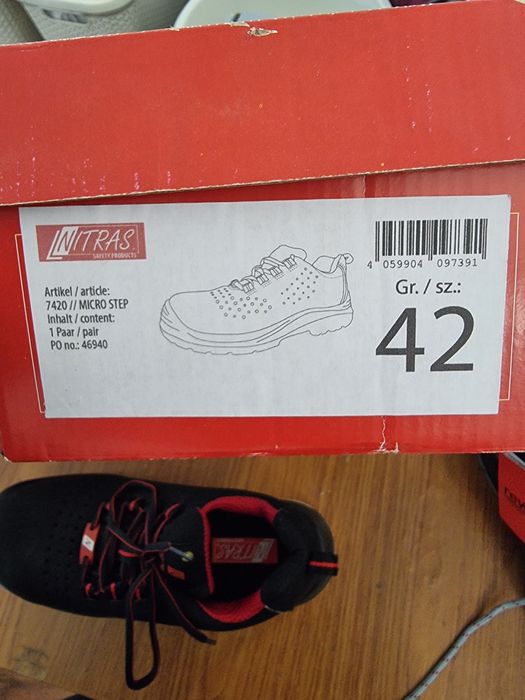 NITRAS
SAFETY PRODUCTS
Artikel / article:
7420 // MICRO STEP
Inhalt / content:
1 Paar / pair
PO no.: 46940
4 059904 097391
Gr. / sz.:
42
NITRAS